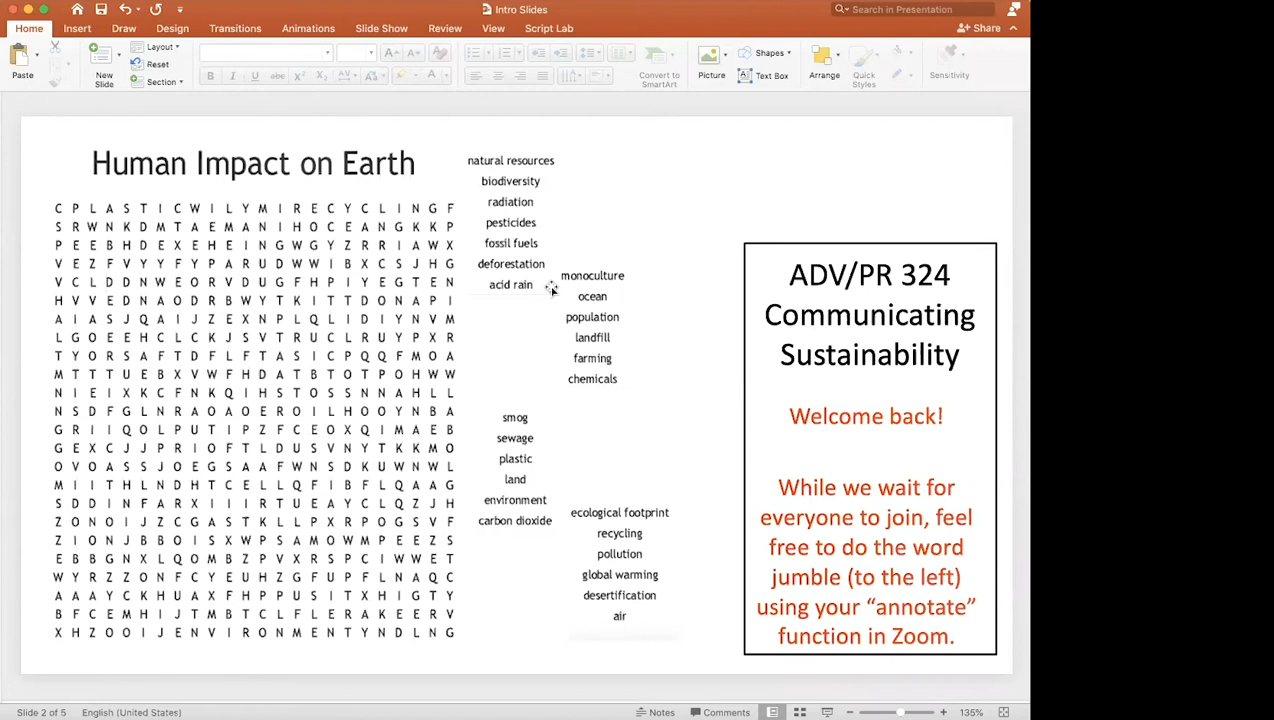 Intro Slides
Search in Presentation
Home Insert Draw Design Transitions Animations Slide Show Review View Script Lab
Share
Paste
New Slide
Layout
Reset
Section
Convert to SmartArt
Picture
Shapes
Text Box
Arrange
Quick Styles
Sensitivity
Human Impact on Earth
C P L A S T I C W I L Y M I R E C Y C L I N G F
S R W N K D M T A E M A N I H O C E A N G K K P
P E E B H D E X E H E I N G W G Y Z R R I A W X
V E Z F V Y Y F Y P A R U D W W I B X C S J H G
V C L D D N W E O R V D U G F H P I Y E G T E N
H V V E D N A O D R B W Y T K I T T D O N A P I
A I A S J Q A I J Z E X N P L Q L I D I Y N V M
L G O E E H C L C K J S V T R U C L R U Y P X R
T Y O R S A F T D F L F T A S I C P Q Q F M O A
M T T T U E B X V W F H D A T B T O T P O H W W
N I E I X K C F N K Q I H S T O S S N N A H L L
N S D F G L N R A O A O E R O I L H O O Y N B A
G R I I Q O L P U T I P Z F C E O X Q I M A E B
G E X C J J P R I O F T L D U S V N Y T K K M O
O V O A S S J O E G S A A F W N S D K U W N W L
M I I T H L N D H T C E L L Q F I B F L Q A A G
S D D I N F A R X I I I R T U E A Y C L Q Z J H
Z O N O I J Z C G A S T K L L P X R P O G S V F
Z I O N J B B O I S X W P S A M O W M P E E Z S
E B B G N X L Q O M B Z P V X R S P C I W W E T
W Y R Z Z O N F C Y E U H Z G F U P F L N A Q C
A A A Y C K H U A X F H P P U S I T X H I G T Y
B F C E M H I J T M B T C L F L E R A K E E R V
X H Z O O I J E N V I R O N M E N T Y N D L N G
natural resources
biodiversity
radiation
pesticides
fossil fuels
deforestation
acid rain
monoculture
ocean
population
landfill
farming
chemicals
smog
sewage
plastic
land
environment
carbon dioxide
ecological footprint
recycling
pollution
global warming
desertification
air
ADV/PR 324
Communicating
Sustainability
Welcome back!
While we wait for
everyone to join, feel
free to do the word
jumble (to the left)
using your “annotate”
function in Zoom.
Slide 2 of 5 English (United States) Notes Comments 135%